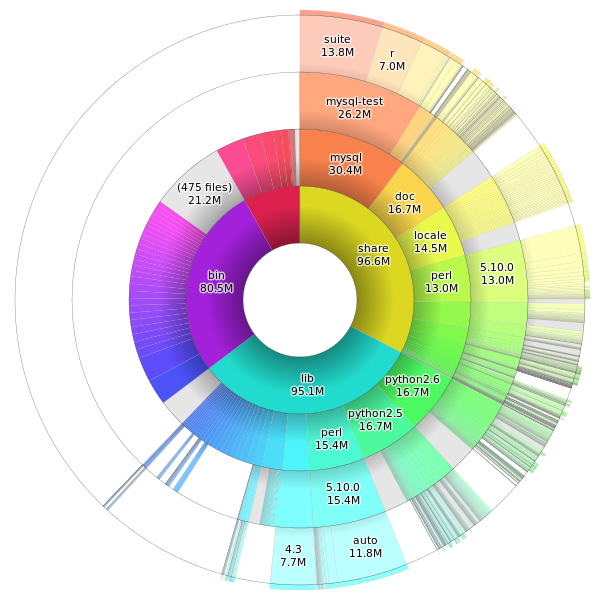 suite
13.8M
r
7.0M
mysql-test
26.2M
mysql
30.4M
(475 files)
21.2M
doc
16.7M
locale
14.5M
share
96.6M
perl
13.0M
5.10.0
13.0M
bin
80.5M
lib
95.1M
python2.6
16.7M
python2.5
16.7M
perl
15.4M
5.10.0
15.4M
auto
11.8M
4.3
7.7M